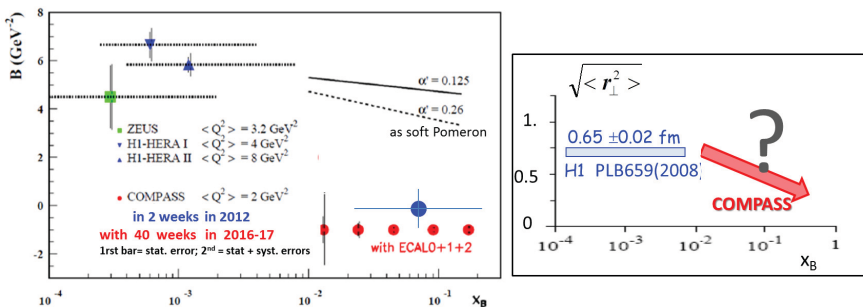 B (GeV⁻²)
8
6
4
2
0
-2
α' = 0.125
α' = 0.26
as soft Pomeron
ZEUS < Q² > = 3.2 GeV²
H1-HERA I < Q² > = 4 GeV²
H1-HERA II < Q² > = 8 GeV²
COMPASS < Q² > = 2 GeV²
in 2 weeks in 2012
with 40 weeks in 2016-17
1rst bar= stat. error; 2ⁿᵈ = stat + syst. errors
with ECAL0+1+2
10⁻⁴ 10⁻³ 10⁻² 10⁻¹ x_B
√< r⊥² >
1.
0.5
0
0.65 ±0.02 fm
H1 PLB659(2008)
?
COMPASS
10⁻⁴ 10⁻³ 10⁻² 10⁻¹ 1
x_B